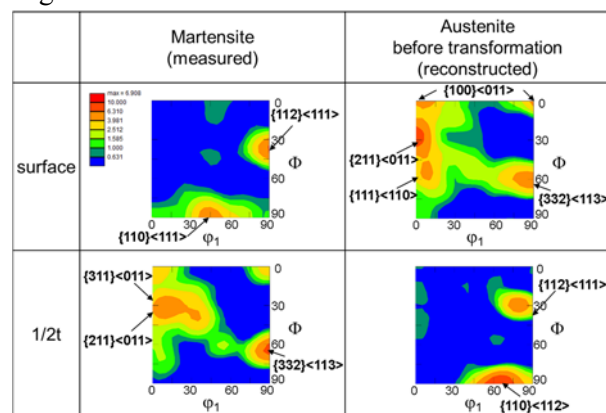 Martensite
(measured)
Austenite
before transformation
(reconstructed)
surface
max = 6.908
10.000
6.310
3.981
2.512
1.585
1.000
0.631
{112}<111>
0
30
Φ
60
90
0 30 60 90
φ1
{110}<111>
{100}<011>
{211}<011>
{111}<110>
0
30
Φ
60
{332}<113>
90
0 30 60 90
φ1
1/2t
{311}<011>
{211}<011>
0
30
Φ
60
{332}<113>
90
0 30 60 90
φ1
{112}<111>
0
30
Φ
60
90
0 30 60 90
φ1
{110}<112>